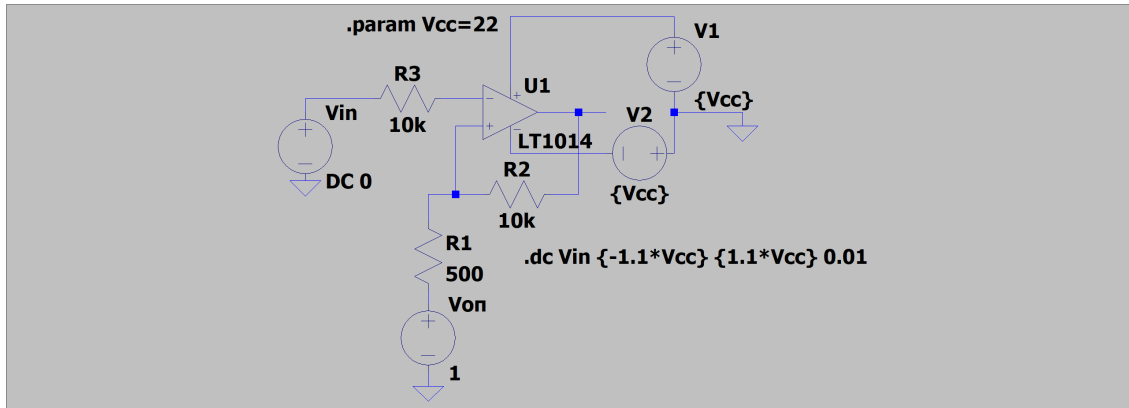 .param Vcc=22
V1
R3
U1
Vin
{Vcc}
10k
V2
LT1014
DC 0
R2
{Vcc}
10k
R1
.dc Vin {-1.1*Vcc} {1.1*Vcc} 0.01
500
Vоп
1